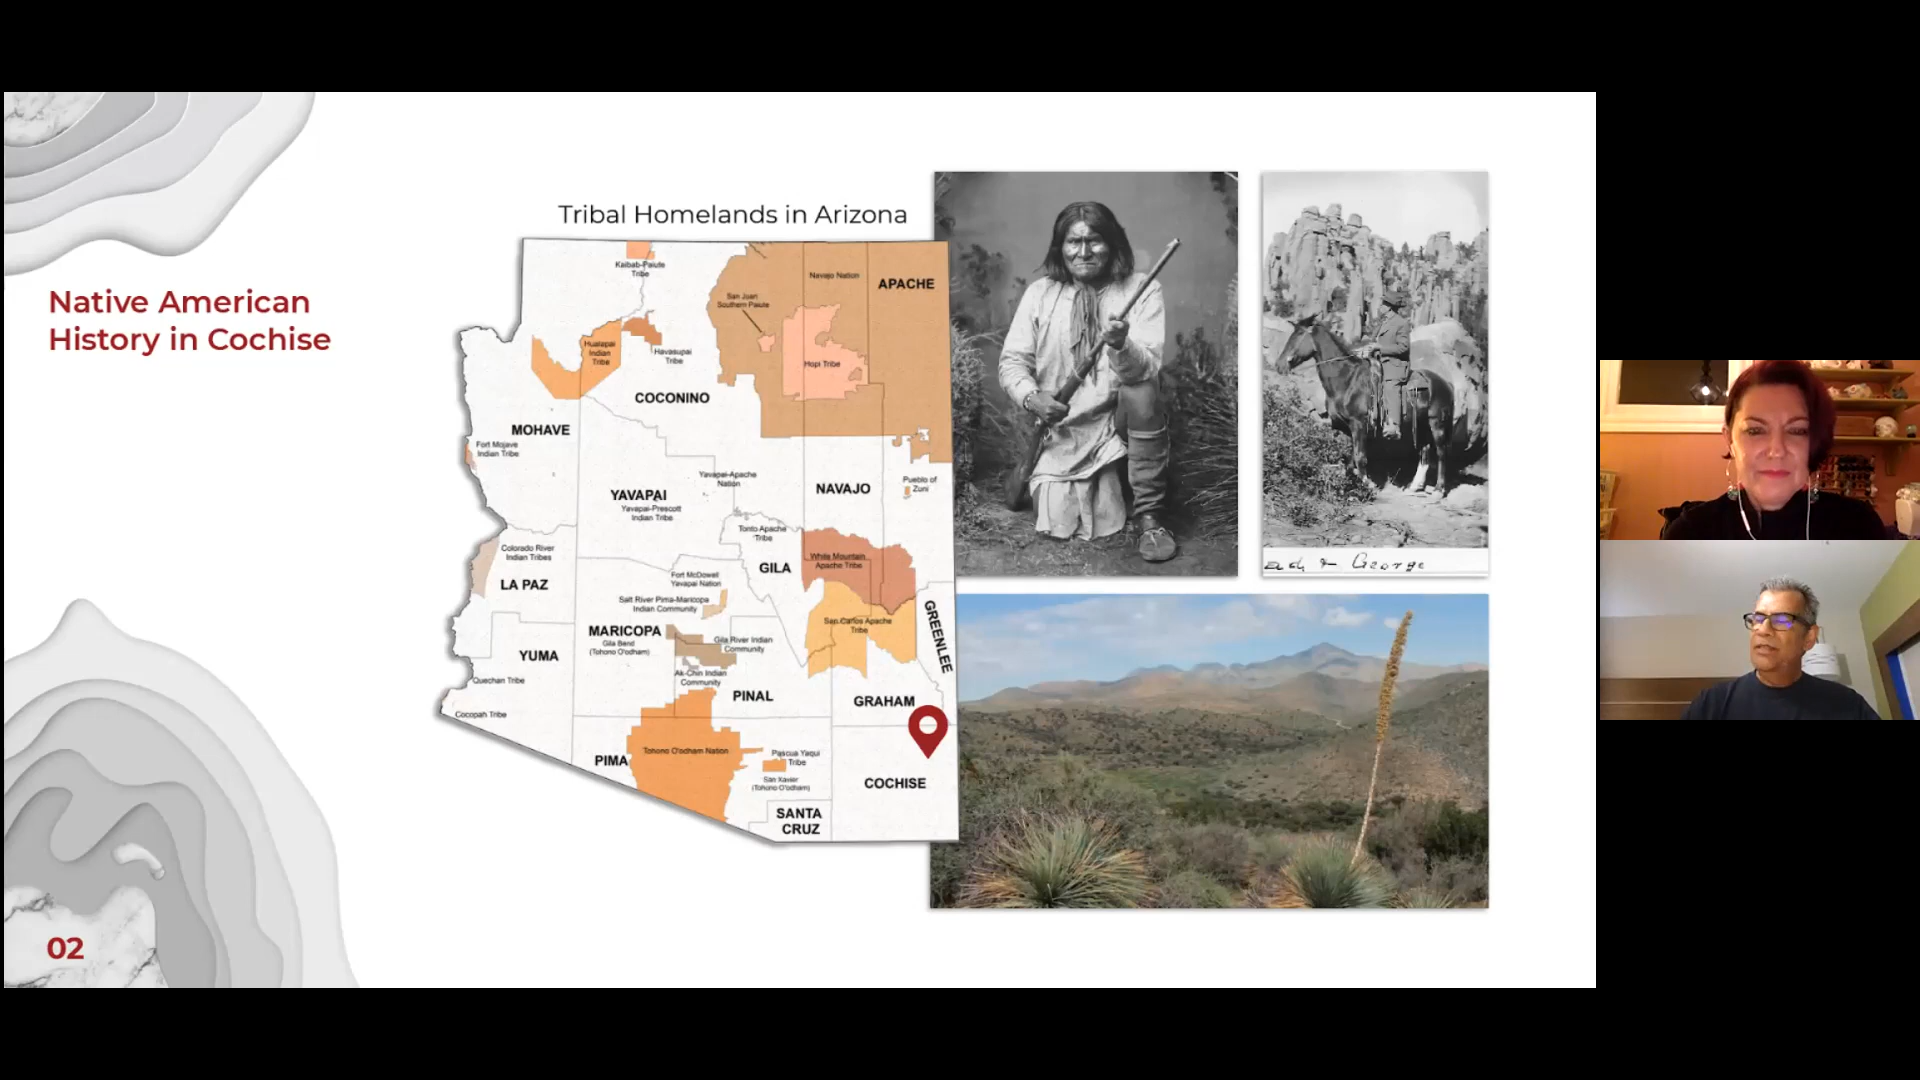 Native American
History in Cochise
02
Tribal Homelands in Arizona
Kaibab-Paiute
Tribe
Navajo Nation
APACHE
San Juan
Southern Paiute
Hualapai
Indian
Tribe
Havasupai
Tribe
Hopi Tribe
COCONINO
MOHAVE
Fort Mojave
Indian Tribe
Yavapai-Apache
Nation
NAVAJO
Pueblo of
Zuni
YAVAPAI
Yavapai-Prescott
Indian Tribe
Tonto Apache
Tribe
Colorado River
Indian Tribes
White Mountain
Apache Tribe
GILA
LA PAZ
Fort McDowell
Yavapai Nation
Salt River Pima-Maricopa
Indian Community
San Carlos Apache
Tribe
GREENLEE
MARICOPA
Gila Bend
(Tohono O'odham)
Gila River Indian
Community
YUMA
Quechan Tribe
Ak-Chin Indian
Community
PINAL
GRAHAM
Cocopah Tribe
PIMA
Tohono O'odham Nation
Pascua Yaqui
Tribe
San Xavier
(Tohono O'odham)
COCHISE
SANTA
CRUZ
George